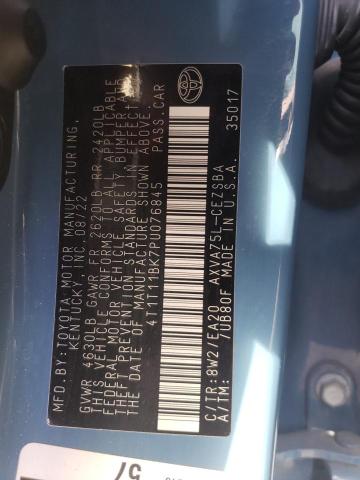 MFD.BY:TOYOTA MOTOR MANUFACTURING,
KENTUCKY, INC. 08/22
GVWR 4630LB GAWR FR 2620LB RR 2420LB
THIS VEHICLE CONFORMS TO ALL APPLICABLE
FEDERAL MOTOR VEHICLE SAFETY, BUMPER, AND
THEFT PREVENTION STANDARDS IN EFFECT ON
THE DATE OF MANUFACTURE SHOWN ABOVE.
4T1T11BK7PU076845 PASS.CAR
C/TR:8W2/EA20 AXVA75L-CEZSBA
A/TM: /UB80F MADE IN U.S.A. 35017
57